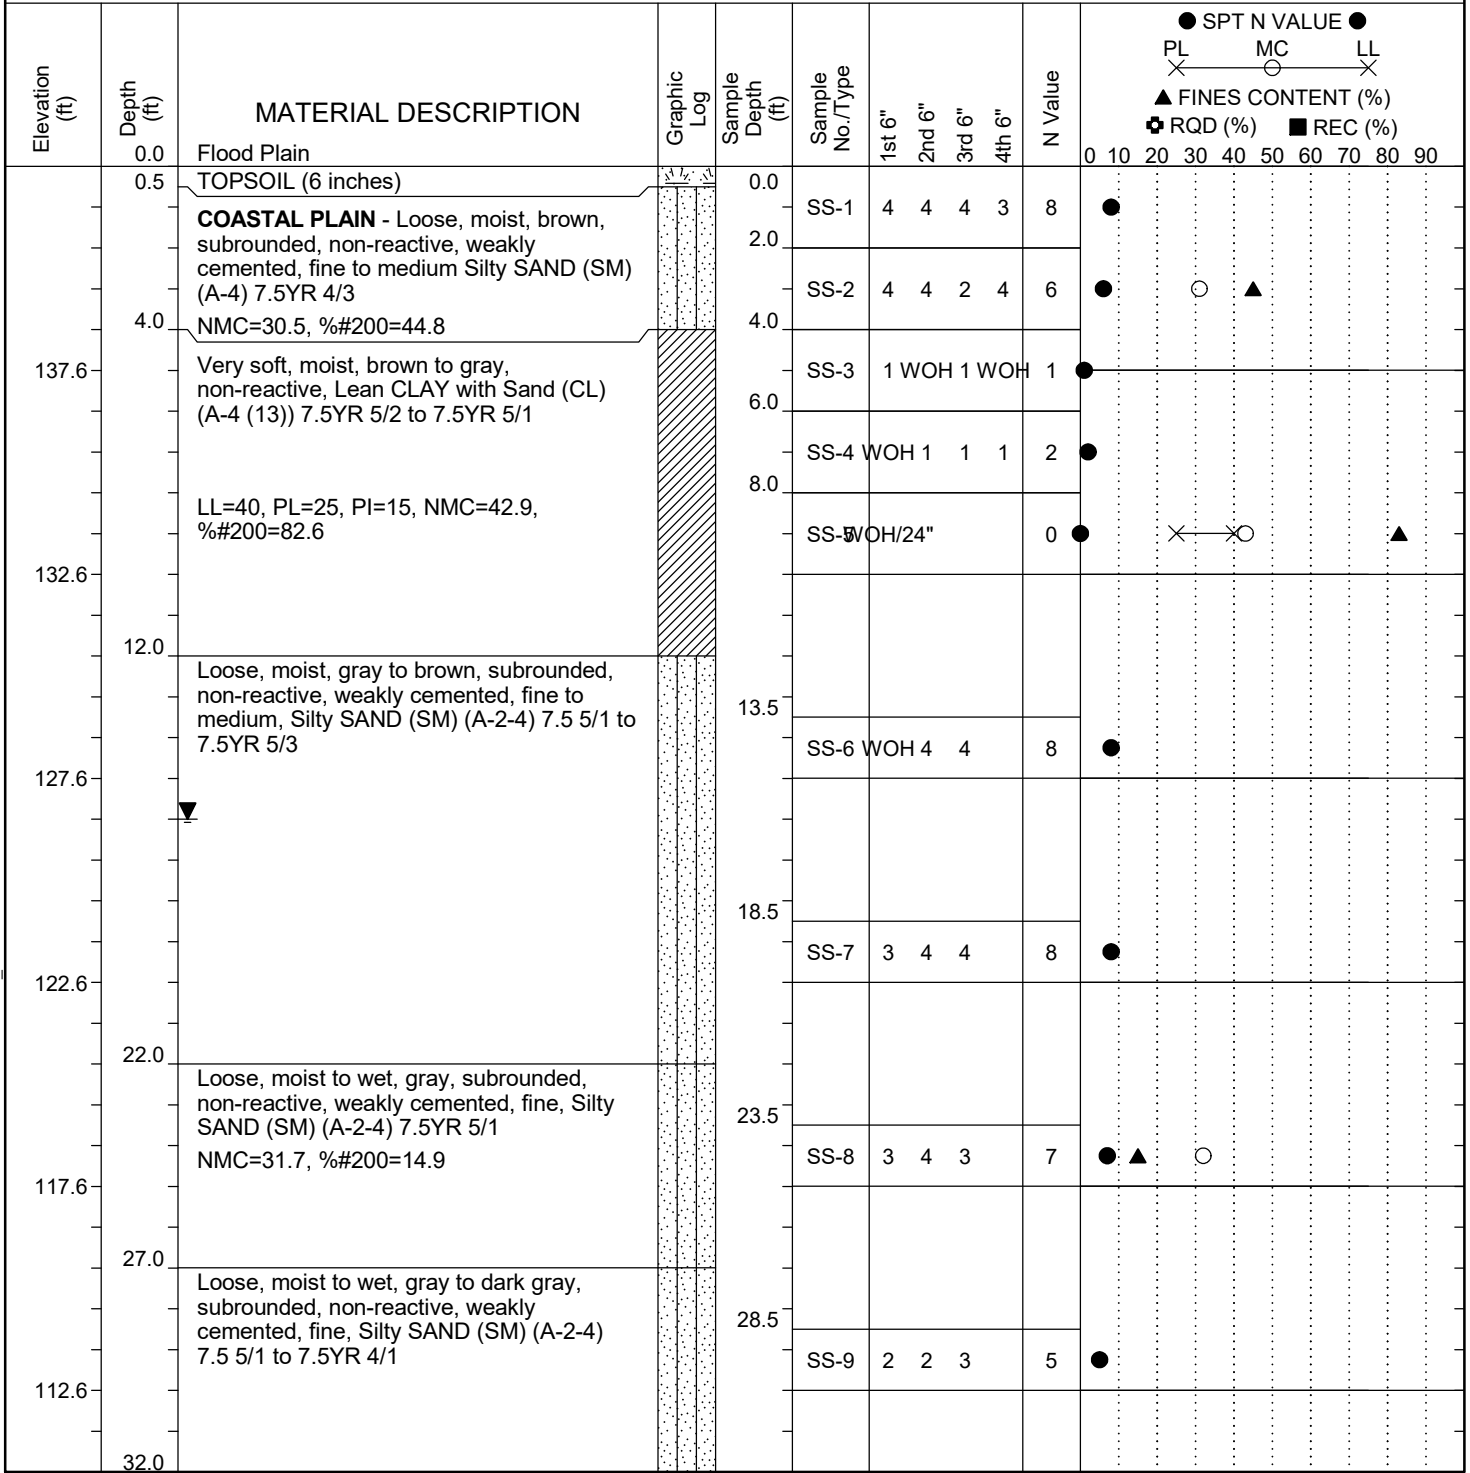 ● SPT N VALUE ●
PL MC LL
▲ FINES CONTENT (%)
RQD (%) ■ REC (%)
Elevation (ft)
Depth (ft)
MATERIAL DESCRIPTION
Graphic Log
Sample Depth (ft)
Sample No./Type
1st 6"
2nd 6"
3rd 6"
4th 6"
N Value
0 10 20 30 40 50 60 70 80 90
0.0 Flood Plain
0.5 TOPSOIL (6 inches) 0.0
COASTAL PLAIN - Loose, moist, brown, SS-1 4 4 4 3 8
subrounded, non-reactive, weakly 2.0
cemented, fine to medium Silty SAND (SM)
(A-4) 7.5YR 4/3 SS-2 4 4 2 4 6
4.0 NMC=30.5, %#200=44.8 4.0
137.6 Very soft, moist, brown to gray, SS-3 1 WOH 1 WOH 1
non-reactive, Lean CLAY with Sand (CL) 6.0
(A-4 (13)) 7.5YR 5/2 to 7.5YR 5/1
SS-4 WOH 1 1 1 2
8.0
LL=40, PL=25, PI=15, NMC=42.9,
%#200=82.6 SS-5 WOH/24" 0
132.6
12.0
Loose, moist, gray to brown, subrounded,
non-reactive, weakly cemented, fine to 13.5
medium, Silty SAND (SM) (A-2-4) 7.5 5/1 to
7.5YR 5/3 SS-6 WOH 4 4 8
127.6
18.5
SS-7 3 4 4 8
122.6
22.0
Loose, moist to wet, gray, subrounded,
non-reactive, weakly cemented, fine, Silty 23.5
SAND (SM) (A-2-4) 7.5YR 5/1
NMC=31.7, %#200=14.9 SS-8 3 4 3 7
117.6
27.0
Loose, moist to wet, gray to dark gray,
subrounded, non-reactive, weakly 28.5
cemented, fine, Silty SAND (SM) (A-2-4)
7.5 5/1 to 7.5YR 4/1 SS-9 2 2 3 5
112.6
32.0